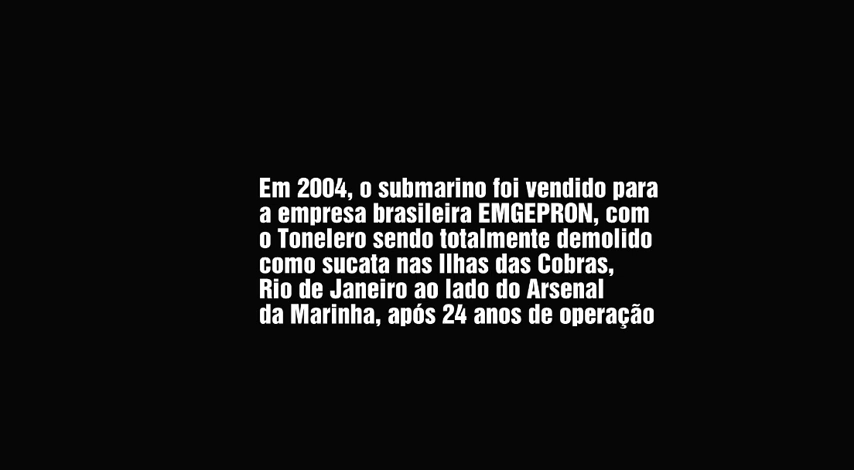 Em 2004, o submarino foi vendido para
a empresa brasileira EMGEPRON, com
o Tonelero sendo totalmente demolido
como sucata nas Ilhas das Cobras,
Rio de Janeiro ao lado do Arsenal
da Marinha, após 24 anos de operação